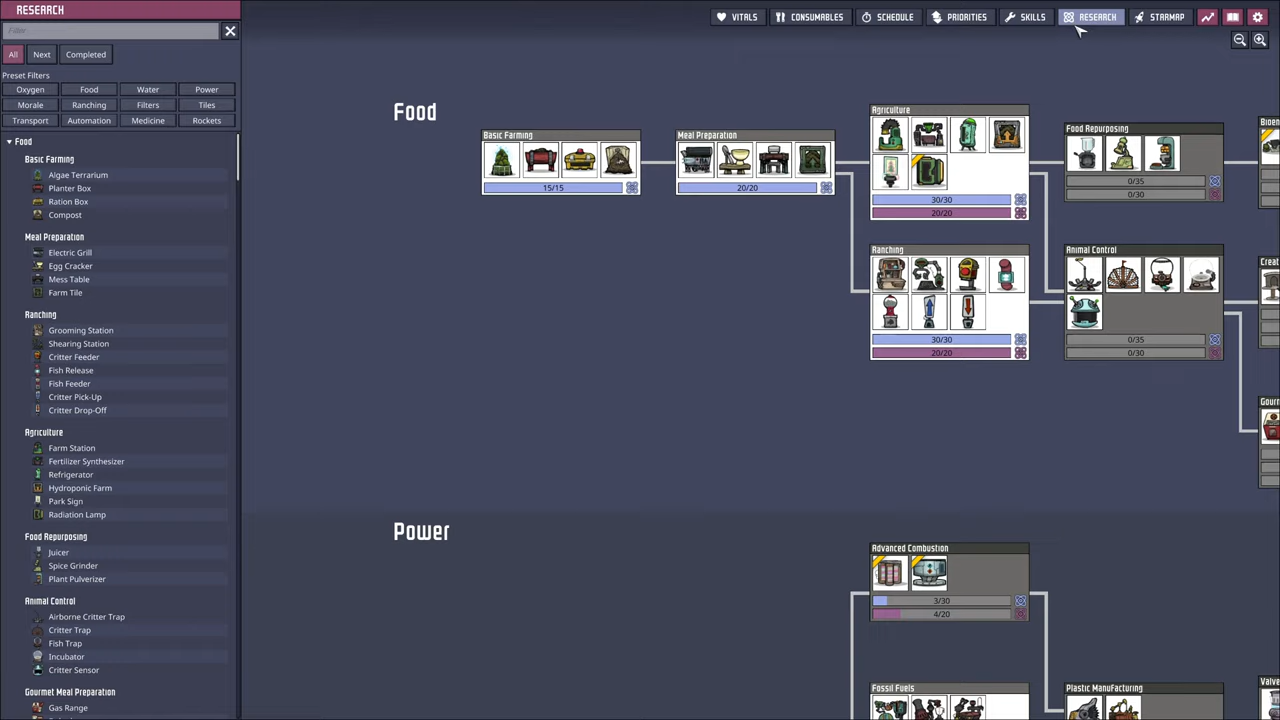 RESEARCH
VITALS
CONSUMABLES
SCHEDULE
PRIORITIES
SKILLS
RESEARCH
STARMAP
Filter...
All
Next
Completed
Preset Filters
Oxygen
Food
Water
Power
Morale
Ranching
Filters
Tiles
Transport
Automation
Medicine
Rockets
Food
Basic Farming
Algae Terrarium
Planter Box
Ration Box
Compost
Meal Preparation
Electric Grill
Egg Cracker
Mess Table
Farm Tile
Ranching
Grooming Station
Shearing Station
Critter Feeder
Fish Release
Fish Feeder
Critter Pick-Up
Critter Drop-Off
Agriculture
Farm Station
Fertilizer Synthesizer
Refrigerator
Hydroponic Farm
Park Sign
Radiation Lamp
Food Repurposing
Juicer
Spice Grinder
Plant Pulverizer
Animal Control
Airborne Critter Trap
Critter Trap
Fish Trap
Incubator
Critter Sensor
Gourmet Meal Preparation
Gas Range
Food
Basic Farming
15/15
Meal Preparation
20/20
Agriculture
30/30
20/20
Food Repurposing
0/35
0/30
Ranching
30/30
20/20
Animal Control
0/35
0/30
Power
Advanced Combustion
3/30
4/20
Fossil Fuels
Plastic Manufacturing